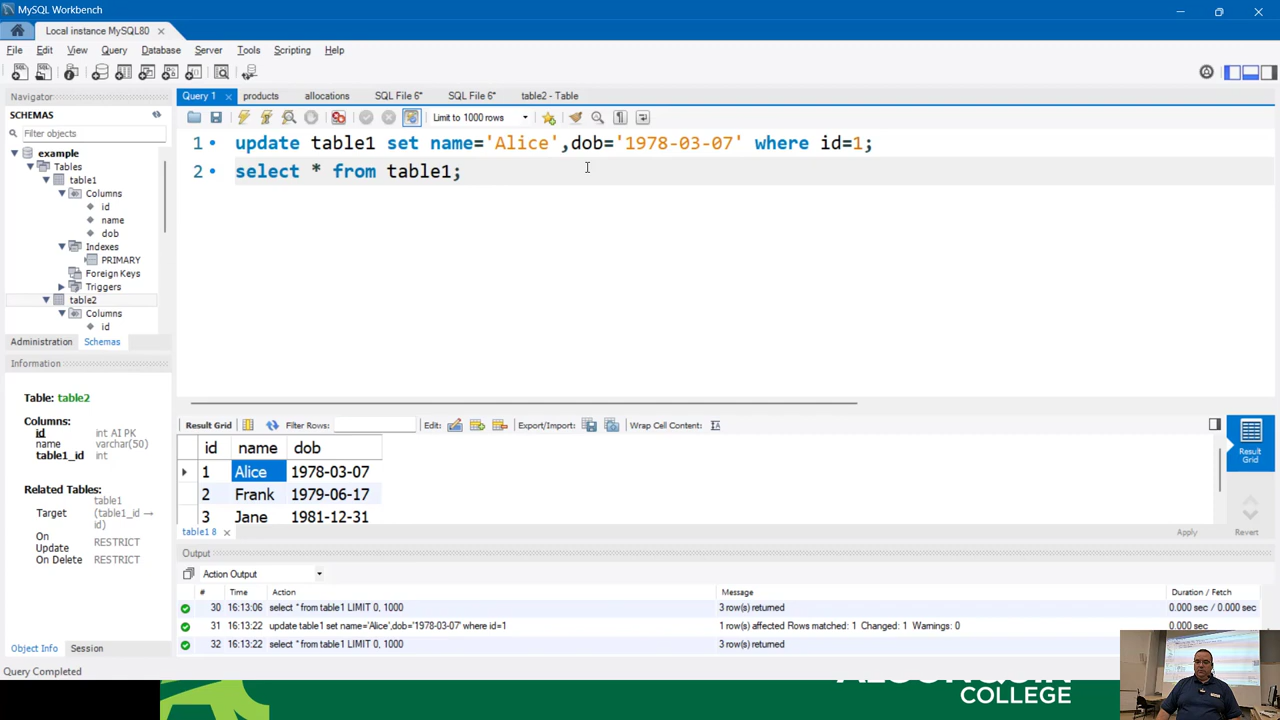 MySQL Workbench
Local instance MySQL80
File Edit View Query Database Server Tools Scripting Help
Navigator
SCHEMAS
Filter objects
example
Tables
table1
Columns
id
name
dob
Indexes
PRIMARY
Foreign Keys
Triggers
table2
Columns
id
Administration Schemas
Information
Table: table2
Columns:
id int AI PK
name varchar(50)
table1_id int
Related Tables:
table1
Target (table1_id →
id)
On
Update RESTRICT
On Delete RESTRICT
Object Info Session
Query Completed
Query 1 products allocations SQL File 6* SQL File 6* table2 - Table
Limit to 1000 rows
1 update table1 set name='Alice',dob='1978-03-07' where id=1;
2 select * from table1;
Result Grid Filter Rows: Edit: Export/Import: Wrap Cell Content:
id name dob
1 Alice 1978-03-07
2 Frank 1979-06-17
3 Jane 1981-12-31
Result
Grid
table1 8
Apply Revert
Output
Action Output
# Time Action Message Duration / Fetch
30 16:13:06 select * from table1 LIMIT 0, 1000 3 row(s) returned 0.000 sec / 0.000 sec
31 16:13:22 update table1 set name='Alice',dob='1978-03-07' where id=1 1 row(s) affected Rows matched: 1 Changed: 1 Warnings: 0 0.000 sec
32 16:13:22 select * from table1 LIMIT 0, 1000 3 row(s) returned
COLLEGE